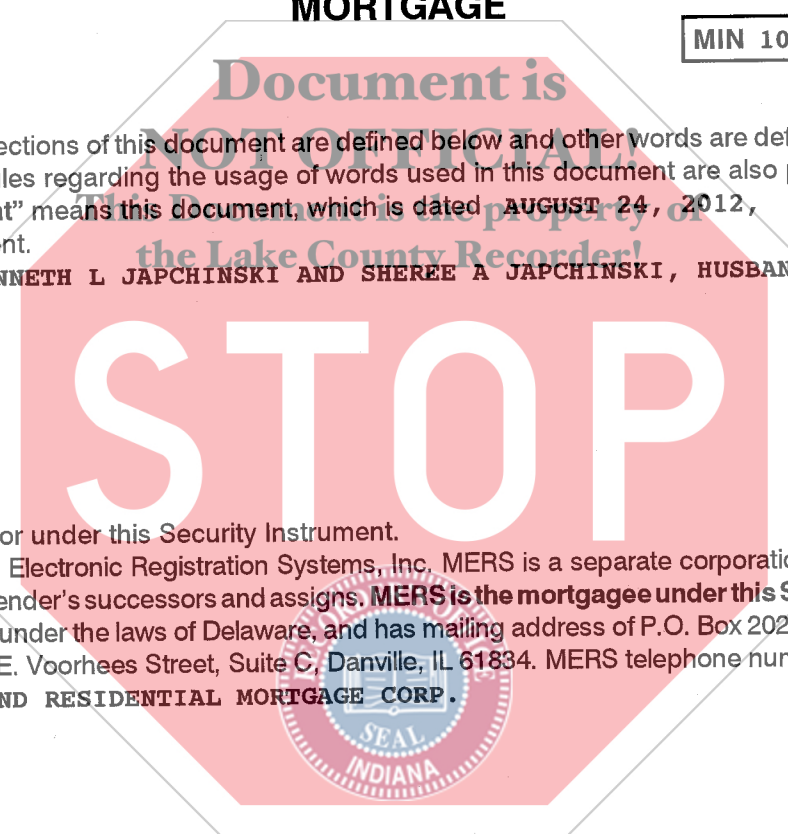 MORTGAGE
MIN 10
Document is
ections of this document are defined below and other words are def
NOT OFFICIAL!
les regarding the usage of words used in this document are also p
t” means this document, which is dated AUGUST 24, 2012,
This Document is the property of
nt.
the Lake County Recorder!
NNETH L JAPCHINSKI AND SHEREE A JAPCHINSKI, HUSBAN
STOP
or under this Security Instrument.
Electronic Registration Systems, Inc. MERS is a separate corporatio
ender's successors and assigns. MERS is the mortgagee under this S
under the laws of Delaware, and has mailing address of P.O. Box 202
E. Voorhees Street, Suite C, Danville, IL 61834. MERS telephone num
ND RESIDENTIAL MORTGAGE CORP.
SEAL
INDIANA